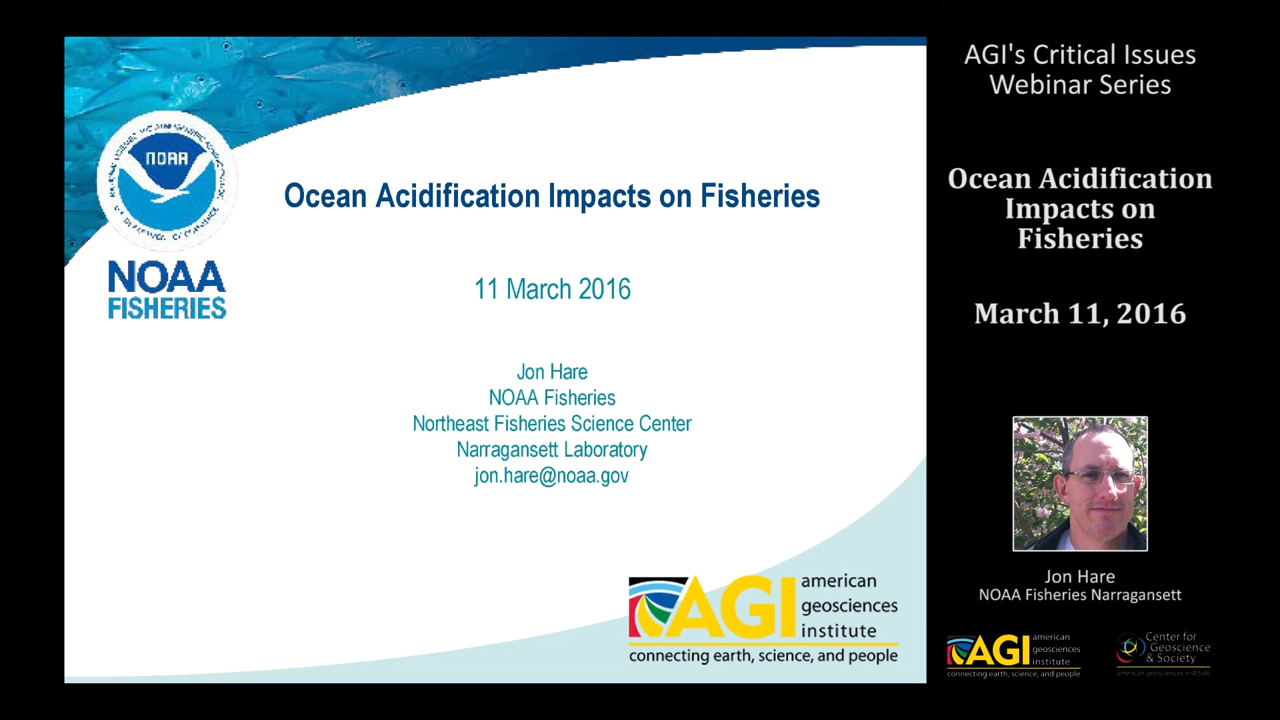 NOAA
NOAA
FISHERIES
Ocean Acidification Impacts on Fisheries
11 March 2016
Jon Hare
NOAA Fisheries
Northeast Fisheries Science Center
Narragansett Laboratory
jon.hare@noaa.gov
AGI
american
geosciences
institute
connecting earth, science, and people
AGI's Critical Issues
Webinar Series
Ocean Acidification
Impacts on
Fisheries
March 11, 2016
Jon Hare
NOAA Fisheries Narragansett
AGI
american
geosciences
institute
connecting earth, science, and people
Center for
Geoscience
& Society
american geosciences institute